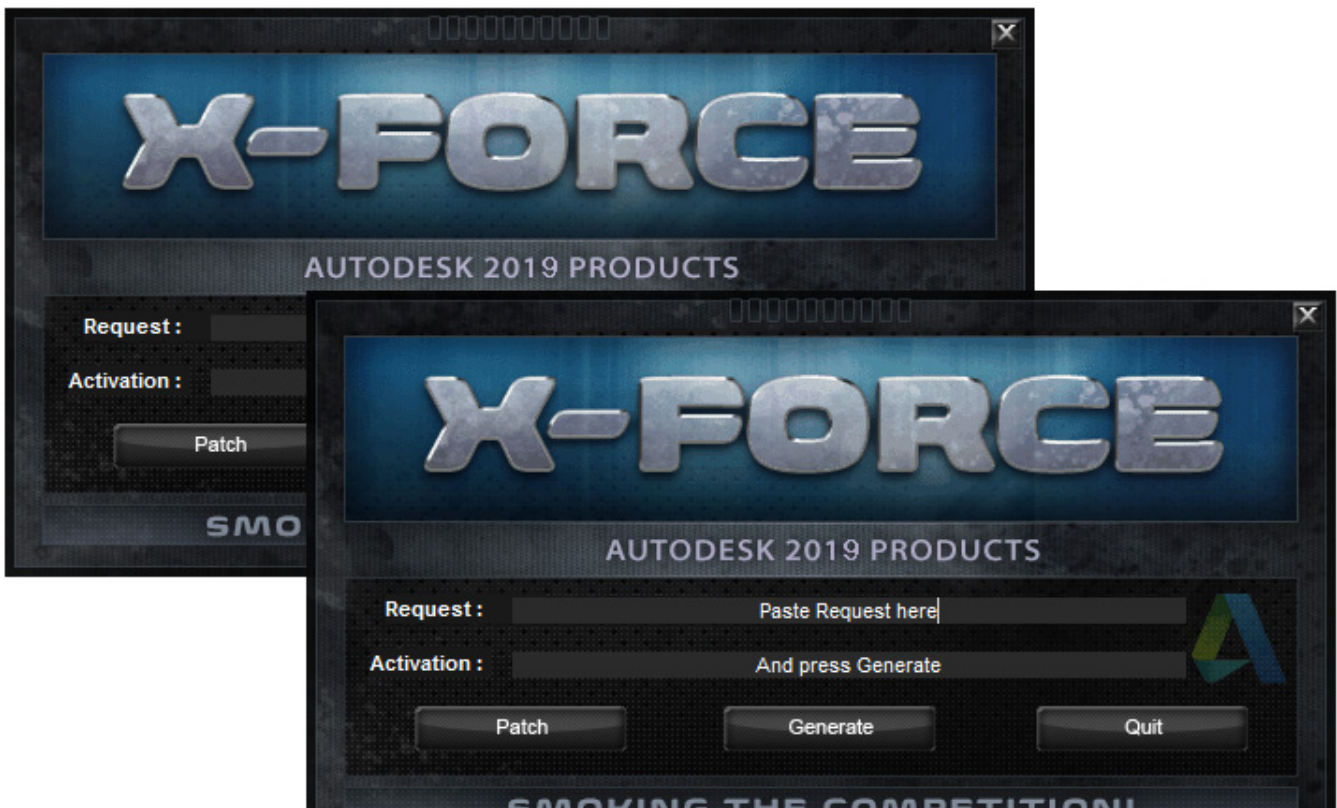 X-FORCE
AUTODESK 2019 PRODUCTS
Request :
Activation :
Patch
SMO
X-FORCE
AUTODESK 2019 PRODUCTS
Request : Paste Request here
Activation : And press Generate
Patch Generate Quit
SMOKING THE COMPETITION!